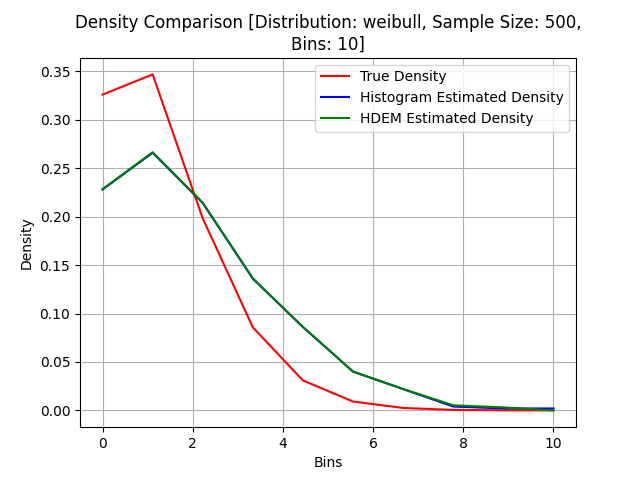 Density Comparison [Distribution: weibull, Sample Size: 500,
Bins: 10]
True Density
Histogram Estimated Density
HDEM Estimated Density
Density
0.35
0.30
0.25
0.20
0.15
0.10
0.05
0.00
0 2 4 6 8 10
Bins